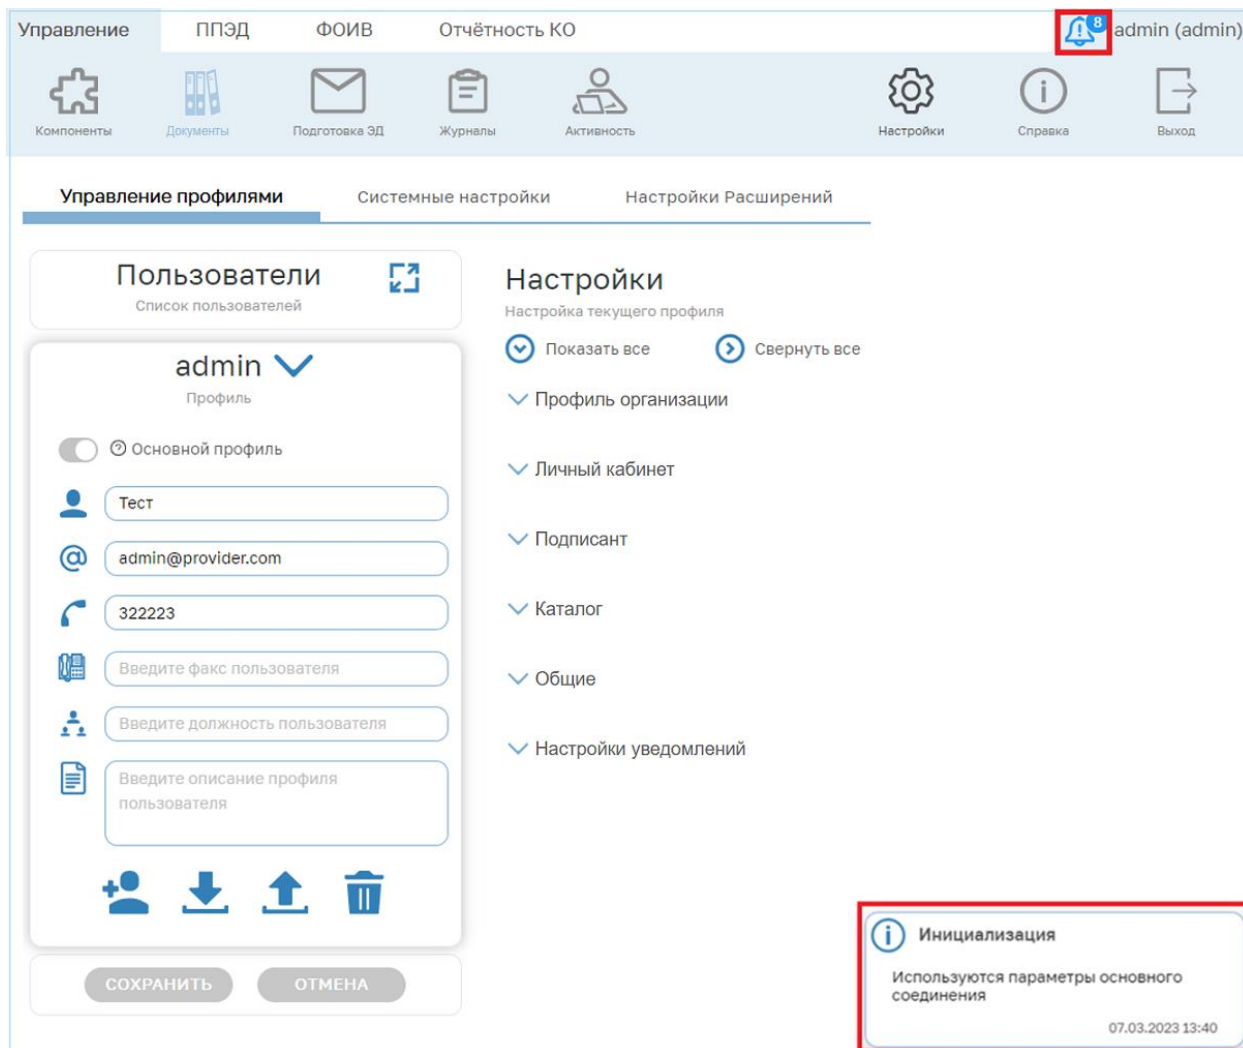 Управление ППЭД ФОИВ Отчётность КО 8 admin (admin)
Компоненты Документы Подготовка ЭД Журналы Активность Настройки Справка Выход
Управление профилями Системные настройки Настройки Расширений
Пользователи
Список пользователей
admin
Профиль
Основной профиль
Тест
admin@provider.com
322223
Введите факс пользователя
Введите должность пользователя
Введите описание профиля
пользователя
СОХРАНИТЬ ОТМЕНА
Настройки
Настройка текущего профиля
Показать все Свернуть все
Профиль организации
Личный кабинет
Подписант
Каталог
Общие
Настройки уведомлений
Инициализация
Используются параметры основного
соединения
07.03.2023 13:40